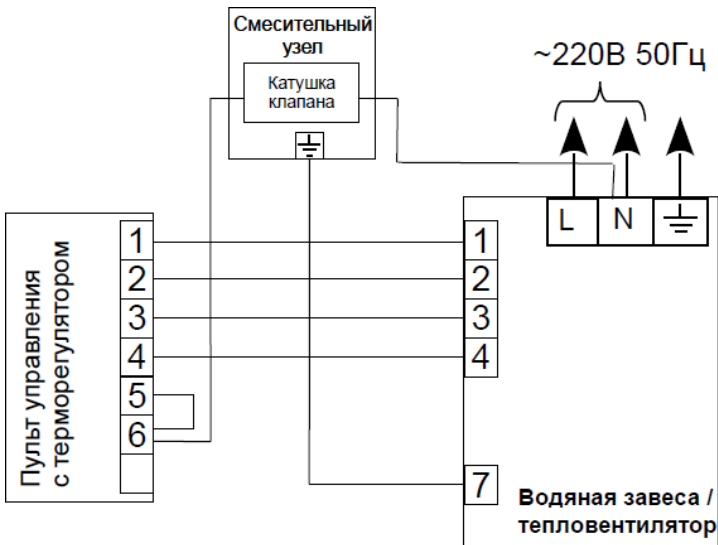 Смесительный
узел
Катушка
клапана
~220В 50Гц
L N
Пульт управления
с терморегулятором
1
2
3
4
5
6
1
2
3
4
7
Водяная завеса /
тепловентилятор